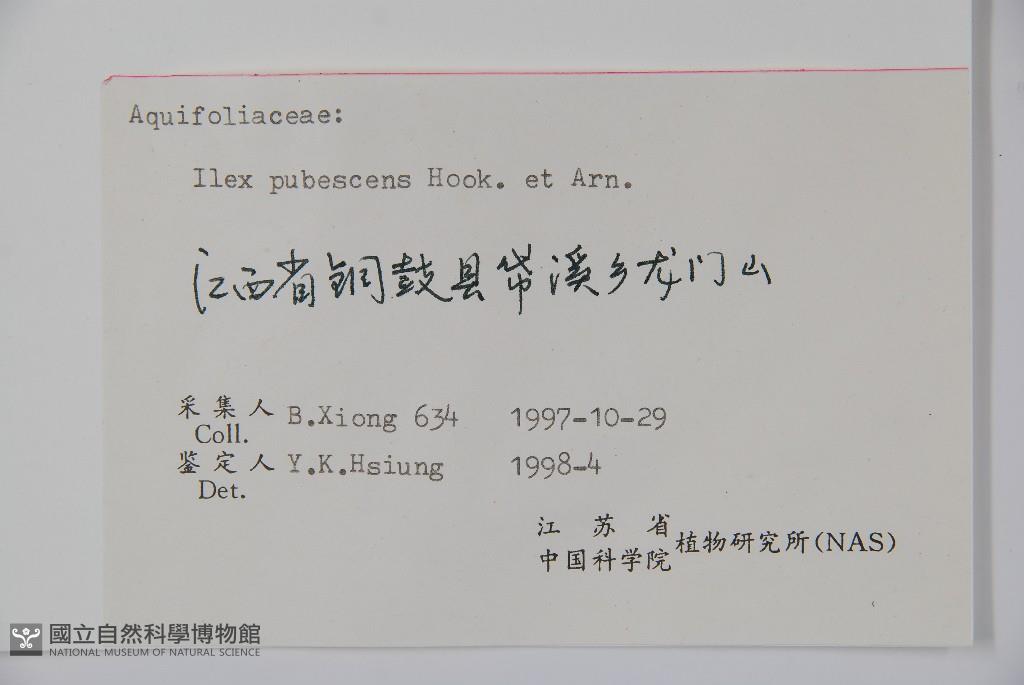 Aquifoliaceae:
Ilex pubescens Hook. et Arn.
江西省铜鼓县带溪乡龙门山
采集人 B.Xiong 634 1997-10-29
Coll.
鉴定人 Y.K.Hsiung 1998-4
Det.
江苏省
中国科学院 植物研究所(NAS)
國立自然科學博物館
NATIONAL MUSEUM OF NATURAL SCIENCE